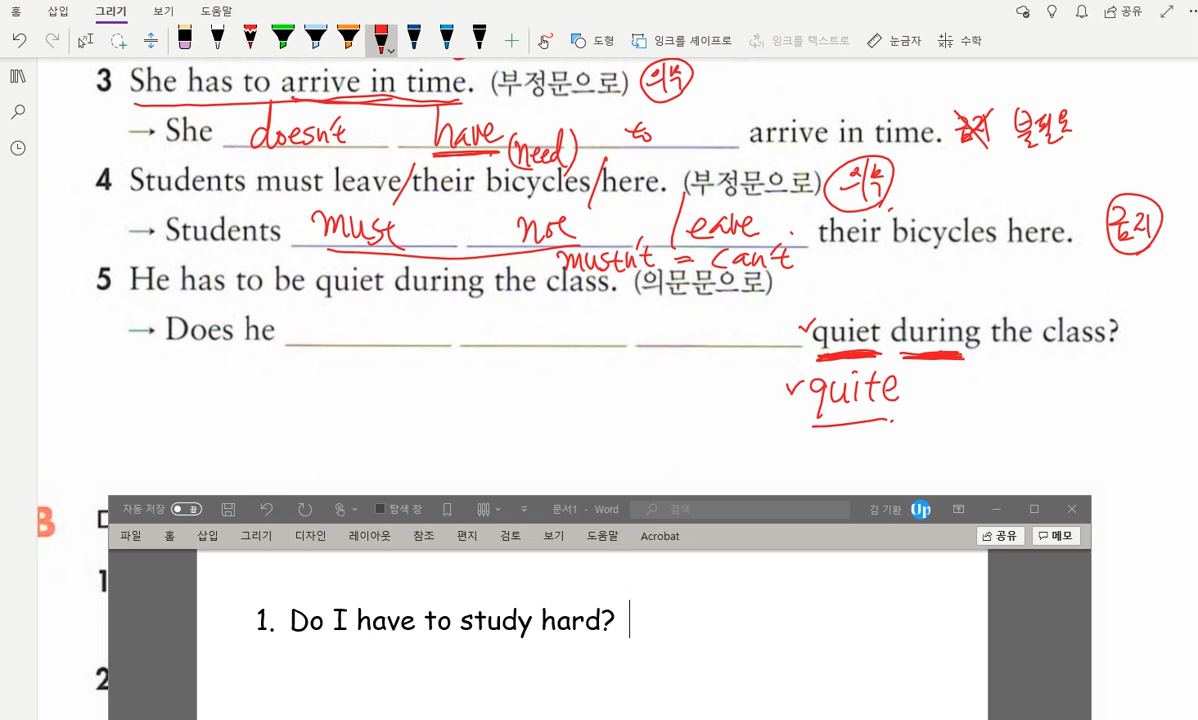 홈 삽입 그리기 보기 도움말 공유
도형 잉크를 셰이프로 잉크를 텍스트로 눈금자 수학
3 She has to arrive in time. (부정문으로) 의무
→ She doesn't have (need) to arrive in time. 금지 불필요
4 Students must leave/their bicycles/here. (부정문으로) 의무
→ Students must not leave their bicycles here. 금지
mustn't = can't
5 He has to be quiet during the class. (의문문으로)
→ Does he quiet during the class?
quite
B
자동 저장 끔 탐색 창 문서1 - Word 검색 김 기환 Up
파일 홈 삽입 그리기 디자인 레이아웃 참조 편지 검토 보기 도움말 Acrobat 공유 메모
1
1. Do I have to study hard?
2